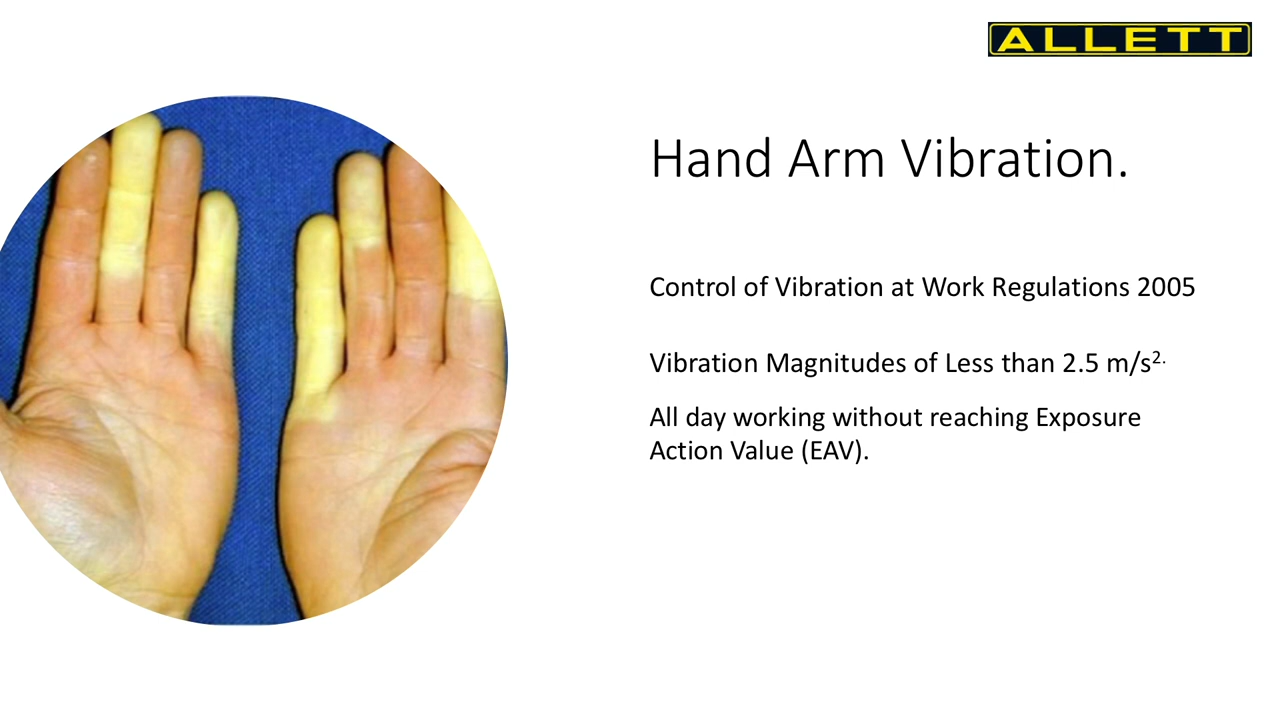 ALLETT
Hand Arm Vibration.
Control of Vibration at Work Regulations 2005
Vibration Magnitudes of Less than 2.5 m/s².
All day working without reaching Exposure
Action Value (EAV).